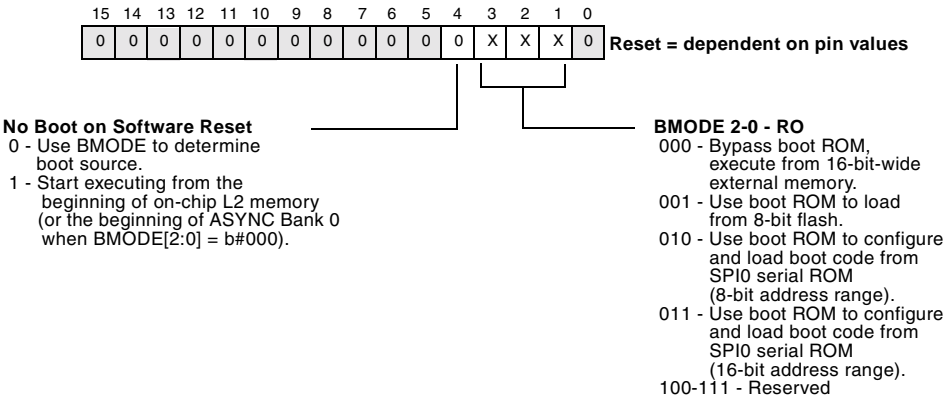 15 14 13 12 11 10 9 8 7 6 5 4 3 2 1 0
0 0 0 0 0 0 0 0 0 0 0 0 X X X 0 Reset = dependent on pin values
No Boot on Software Reset
0 - Use BMODE to determine
boot source.
1 - Start executing from the
beginning of on-chip L2 memory
(or the beginning of ASYNC Bank 0
when BMODE[2:0] = b#000).
BMODE 2-0 - RO
000 - Bypass boot ROM,
execute from 16-bit-wide
external memory.
001 - Use boot ROM to load
from 8-bit flash.
010 - Use boot ROM to configure
and load boot code from
SPI0 serial ROM
(8-bit address range).
011 - Use boot ROM to configure
and load boot code from
SPI0 serial ROM
(16-bit address range).
100-111 - Reserved